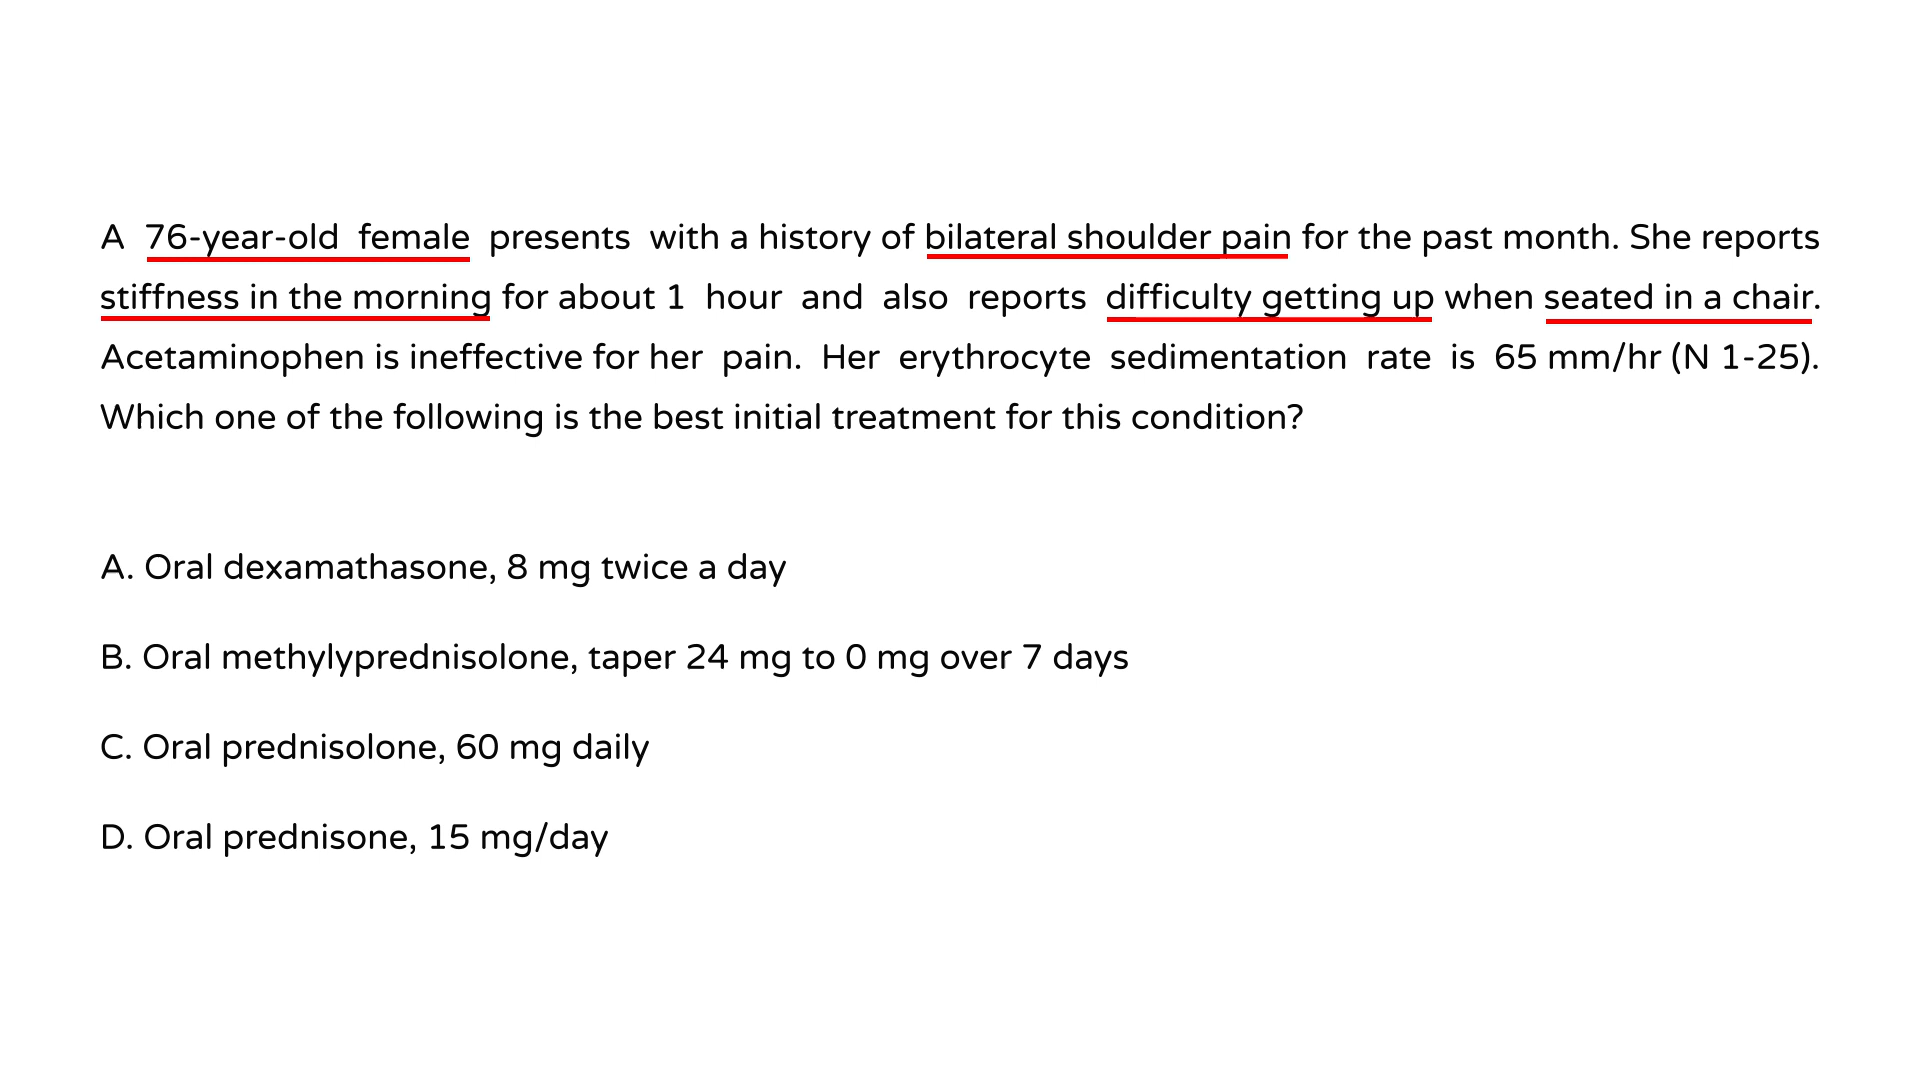 A 76-year-old female presents with a history of bilateral shoulder pain for the past month. She reports
stiffness in the morning for about 1 hour and also reports difficulty getting up when seated in a chair.
Acetaminophen is ineffective for her pain. Her erythrocyte sedimentation rate is 65 mm/hr (N 1-25).
Which one of the following is the best initial treatment for this condition?
A. Oral dexamathasone, 8 mg twice a day
B. Oral methylyprednisolone, taper 24 mg to 0 mg over 7 days
C. Oral prednisolone, 60 mg daily
D. Oral prednisone, 15 mg/day